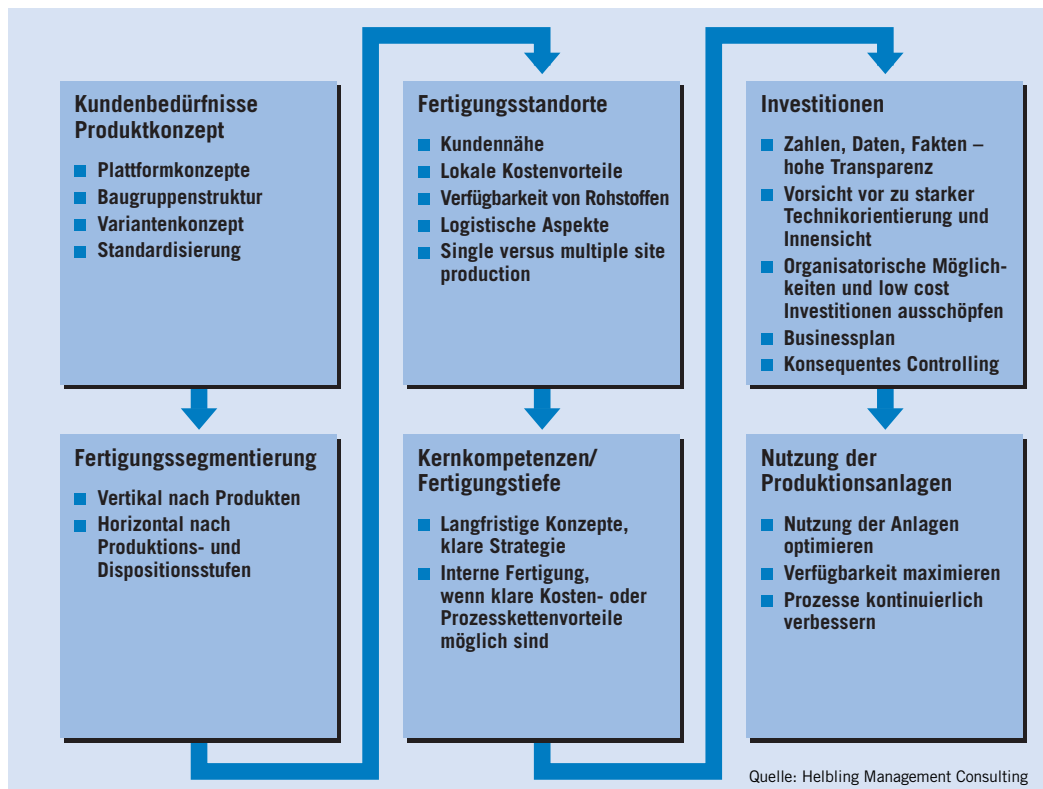 Kundenbedürfnisse
Produktkonzept
Plattformkonzepte
Baugruppenstruktur
Variantenkonzept
Standardisierung
Fertigungssegmentierung
Vertikal nach Produkten
Horizontal nach
Produktions- und
Dispositionsstufen
Fertigungsstandorte
Kundennähe
Lokale Kostenvorteile
Verfügbarkeit von Rohstoffen
Logistische Aspekte
Single versus multiple site
production
Kernkompetenzen/
Fertigungstiefe
Langfristige Konzepte,
klare Strategie
Interne Fertigung,
wenn klare Kosten- oder
Prozesskettenvorteile
möglich sind
Investitionen
Zahlen, Daten, Fakten –
hohe Transparenz
Vorsicht vor zu starker
Technikorientierung und
Innensicht
Organisatorische Möglich-
keiten und low cost
Investitionen ausschöpfen
Businessplan
Konsequentes Controlling
Nutzung der
Produktionsanlagen
Nutzung der Anlagen
optimieren
Verfügbarkeit maximieren
Prozesse kontinuierlich
verbessern
Quelle: Helbling Management Consulting